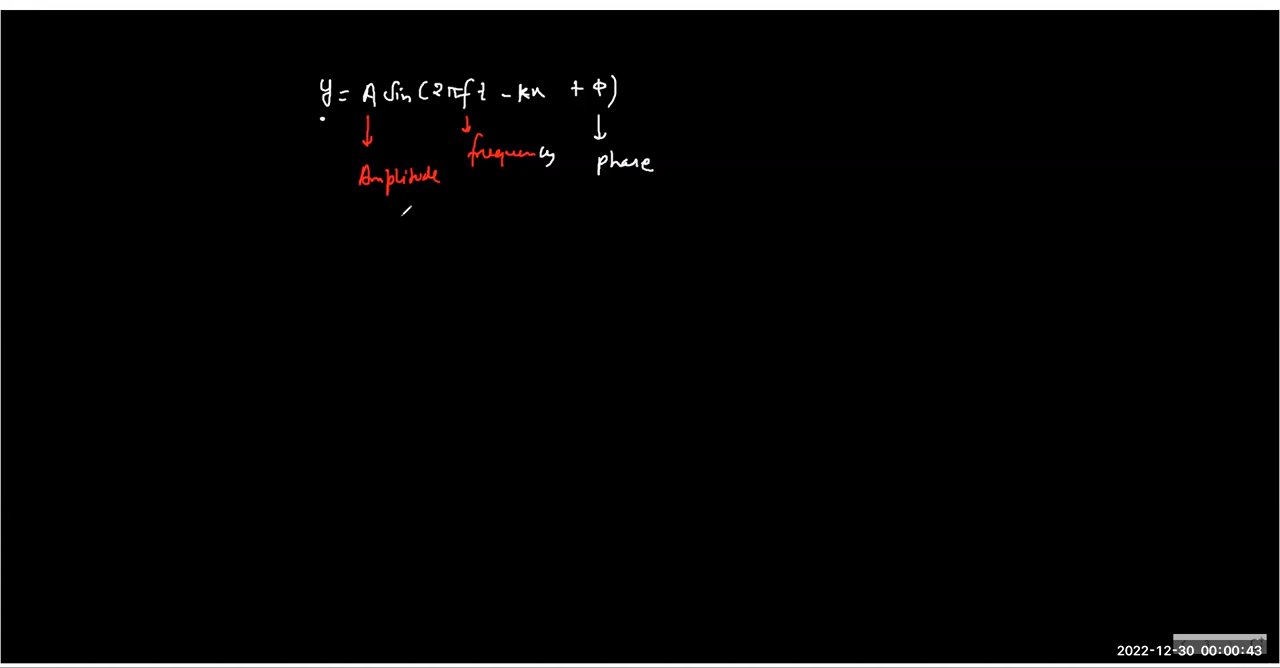 y = A sin(2πft - kx + φ)
frequency
phase
Amplitude
2022-12-30 00:00:43